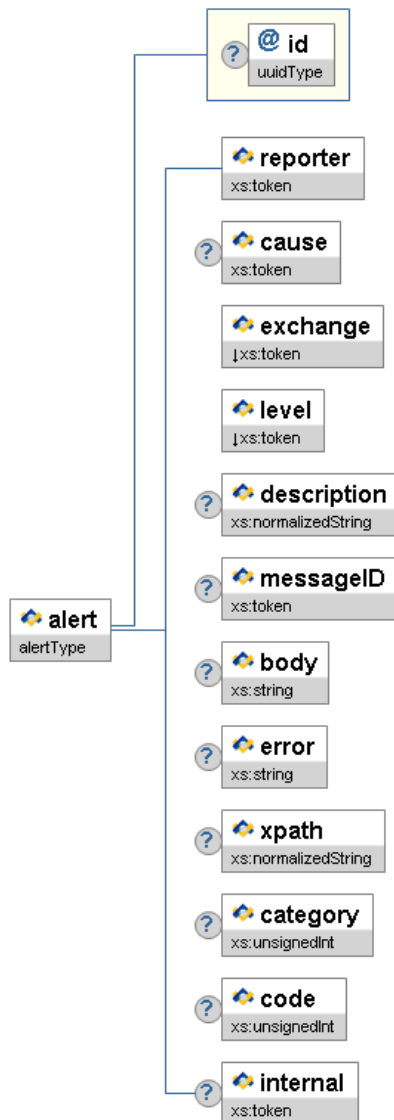 ? @ id
uuidType
reporter
xs:token
? cause
xs:token
exchange
↓xs:token
level
↓xs:token
? description
xs:normalizedString
? messageID
xs:token
alert
alertType
? body
xs:string
? error
xs:string
? xpath
xs:normalizedString
? category
xs:unsignedInt
? code
xs:unsignedInt
? internal
xs:token